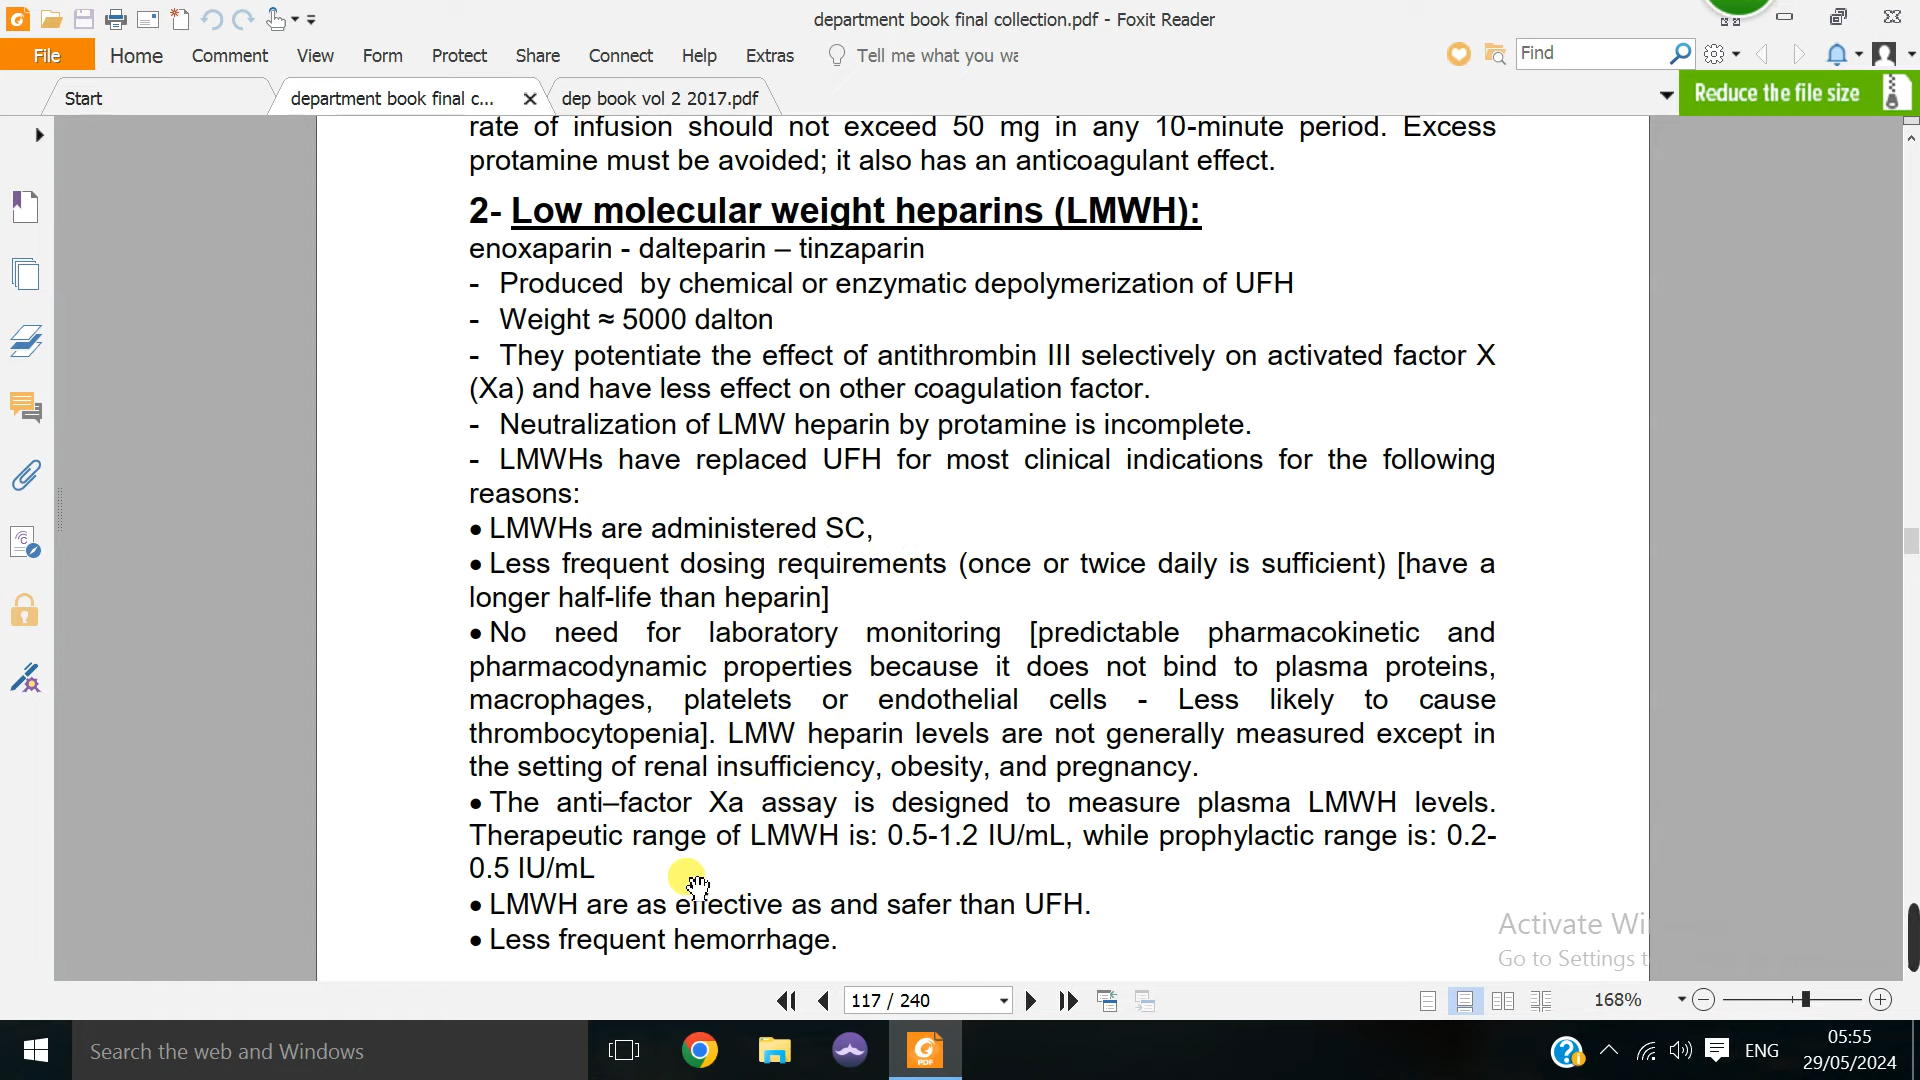 department book final collection.pdf - Foxit Reader
File Home Comment View Form Protect Share Connect Help Extras Tell me what you wa Find
Start department book final c... dep book vol 2 2017.pdf Reduce the file size
rate of infusion should not exceed 50 mg in any 10-minute period. Excess
protamine must be avoided; it also has an anticoagulant effect.
2- Low molecular weight heparins (LMWH):
enoxaparin - dalteparin – tinzaparin
- Produced by chemical or enzymatic depolymerization of UFH
- Weight ≈ 5000 dalton
- They potentiate the effect of antithrombin III selectively on activated factor X
(Xa) and have less effect on other coagulation factor.
- Neutralization of LMW heparin by protamine is incomplete.
- LMWHs have replaced UFH for most clinical indications for the following
reasons:
• LMWHs are administered SC,
• Less frequent dosing requirements (once or twice daily is sufficient) [have a
longer half-life than heparin]
• No need for laboratory monitoring [predictable pharmacokinetic and
pharmacodynamic properties because it does not bind to plasma proteins,
macrophages, platelets or endothelial cells - Less likely to cause
thrombocytopenia]. LMW heparin levels are not generally measured except in
the setting of renal insufficiency, obesity, and pregnancy.
• The anti–factor Xa assay is designed to measure plasma LMWH levels.
Therapeutic range of LMWH is: 0.5-1.2 IU/mL, while prophylactic range is: 0.2-
0.5 IU/mL
• LMWH are as effective as and safer than UFH.
• Less frequent hemorrhage.
Activate Wi
Go to Settings t
117 / 240 168%
Search the web and Windows PDF ENG 05:55
29/05/2024